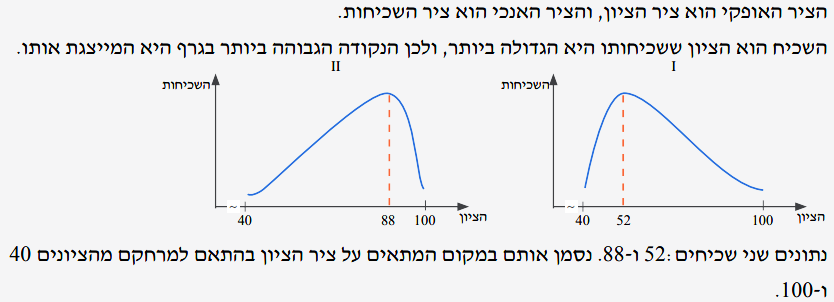 הציר האופקי הוא ציר הציון, והציר האנכי הוא ציר השכיחות.
השכיח הוא הציון ששכיחותו היא הגדולה ביותר, ולכן הנקודה הגבוהה ביותר בגרף היא המייצגת אותו.
I
השכיחות
40 52 100 הציון
II
השכיחות
40 88 100 הציון
נתונים שני שכיחים :52 ו-88. נסמן אותם במקום המתאים על ציר הציון בהתאם למרחקם מהציונים 40
ו-100.